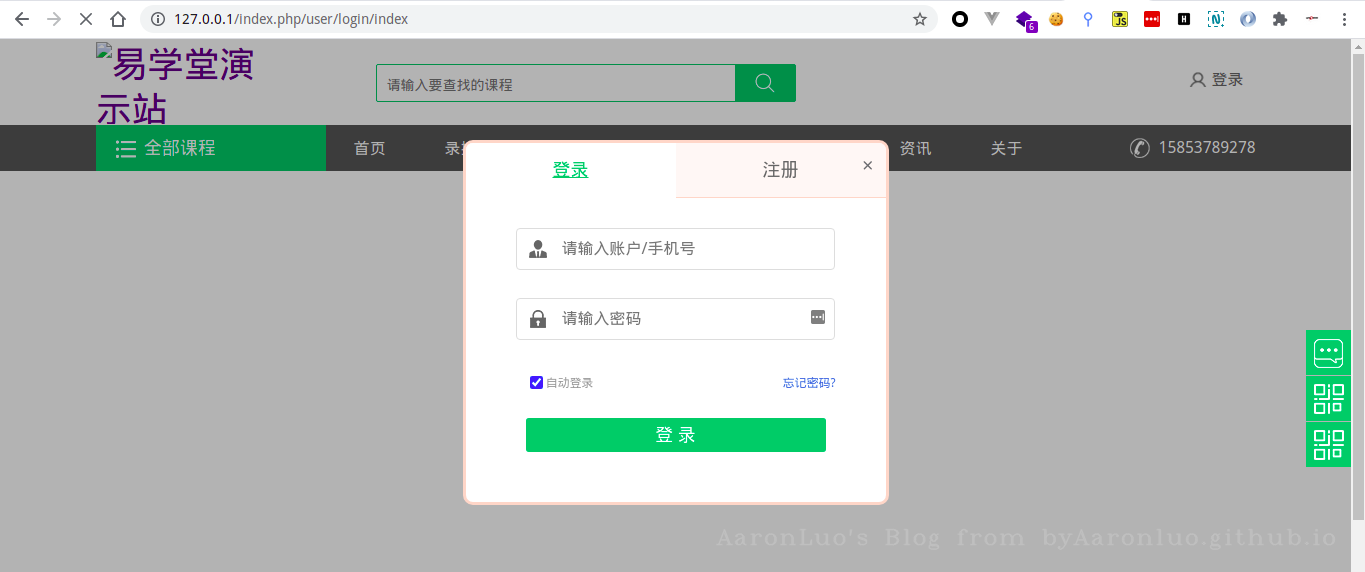 127.0.0.1/index.php/user/login/index
6
JS
H
N
易学堂演
示站
请输入要查找的课程
登录
全部课程
首页
资讯
关于
15853789278
登录
注册
×
请输入账户/手机号
请输入密码
自动登录
忘记密码?
登 录
AaronLuo's Blog from byAaronluo.github.io